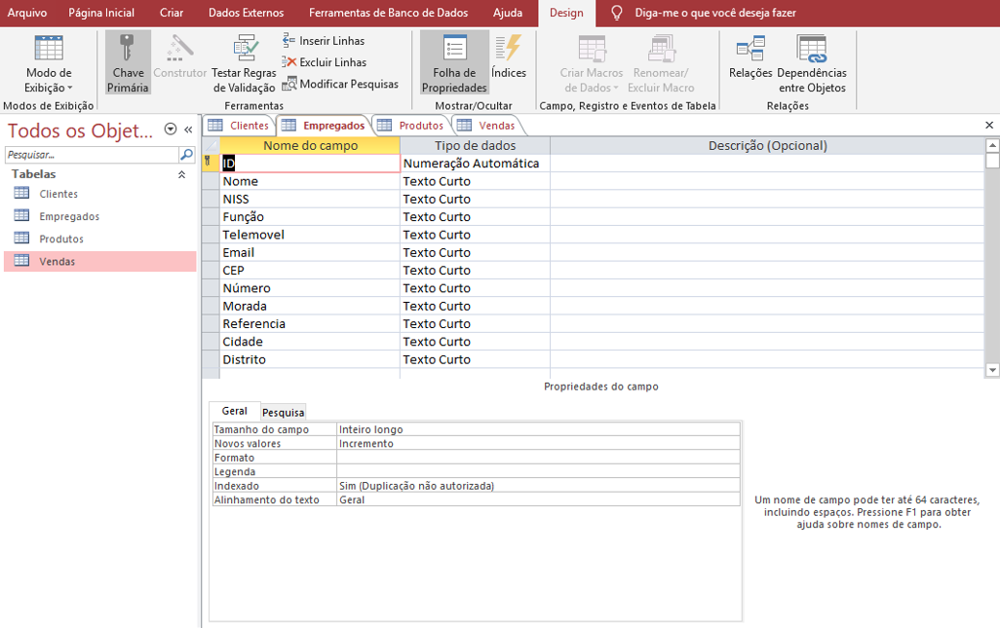 Arquivo Página Inicial Criar Dados Externos Ferramentas de Banco de Dados Ajuda Design Diga-me o que você deseja fazer
Modo de Exibição
Modos de Exibição
Chave Primária
Construtor
Testar Regras de Validação
Inserir Linhas
Excluir Linhas
Modificar Pesquisas
Ferramentas
Folha de Propriedades
Índices
Mostrar/Ocultar
Criar Macros de Dados
Renomear/ Excluir Macro
Campo, Registro e Eventos de Tabela
Relações
Dependências entre Objetos
Relações
Todos os Objet...
Pesquisar...
Tabelas
Clientes
Empregados
Produtos
Vendas
Clientes Empregados Produtos Vendas
Nome do campo Tipo de dados Descrição (Opcional)
ID Numeração Automática
Nome Texto Curto
NISS Texto Curto
Função Texto Curto
Telemovel Texto Curto
Email Texto Curto
CEP Texto Curto
Número Texto Curto
Morada Texto Curto
Referencia Texto Curto
Cidade Texto Curto
Distrito Texto Curto
Propriedades do campo
Geral Pesquisa
Tamanho do campo Inteiro longo
Novos valores Incremento
Formato
Legenda
Indexado Sim (Duplicação não autorizada)
Alinhamento do texto Geral
Um nome de campo pode ter até 64 caracteres,
incluindo espaços. Pressione F1 para obter
ajuda sobre nomes de campo.